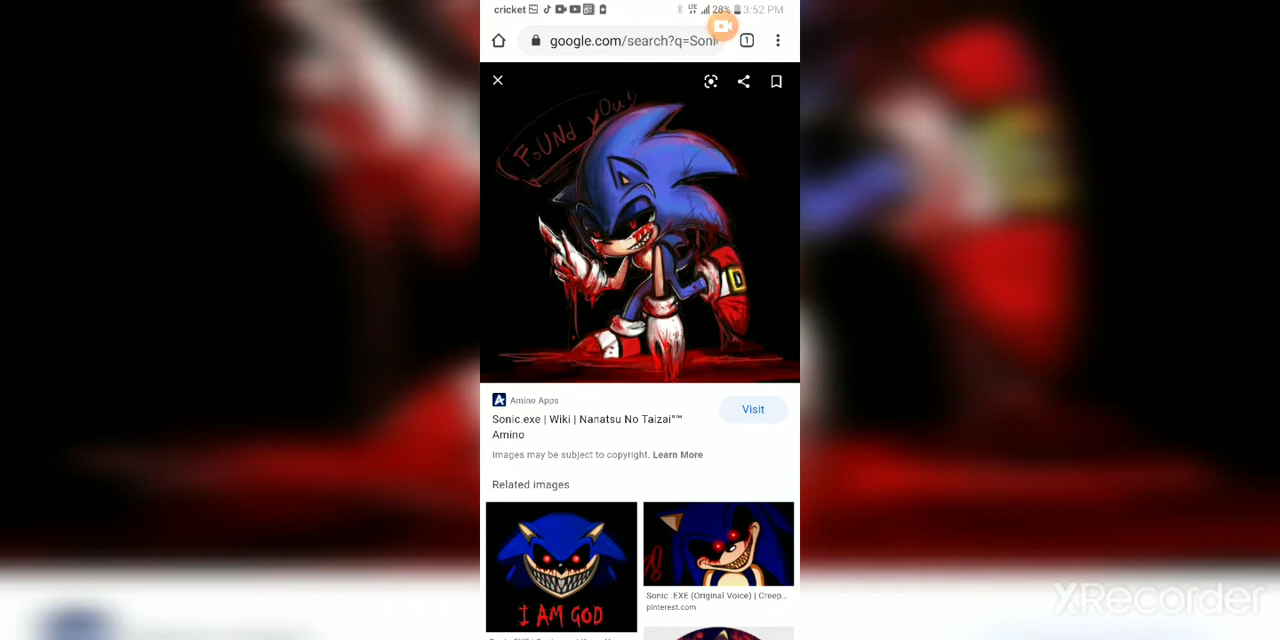 cricket
LTE 28% 3:52 PM
google.com/search?q=Soni
1
FOUNd yOu!
Amino Apps
Sonic.exe | Wiki | Nanatsu No Taizai°™
Amino
Visit
Images may be subject to copyright. Learn More
Related images
I AM GOD
Sonic .EXE (Original Voice) | Creep...
pinterest.com
XRecorder